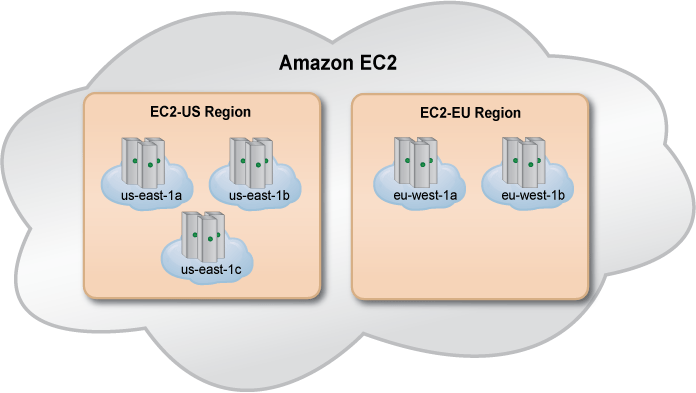 Amazon EC2
EC2-US Region
us-east-1a
us-east-1b
us-east-1c
EC2-EU Region
eu-west-1a
eu-west-1b